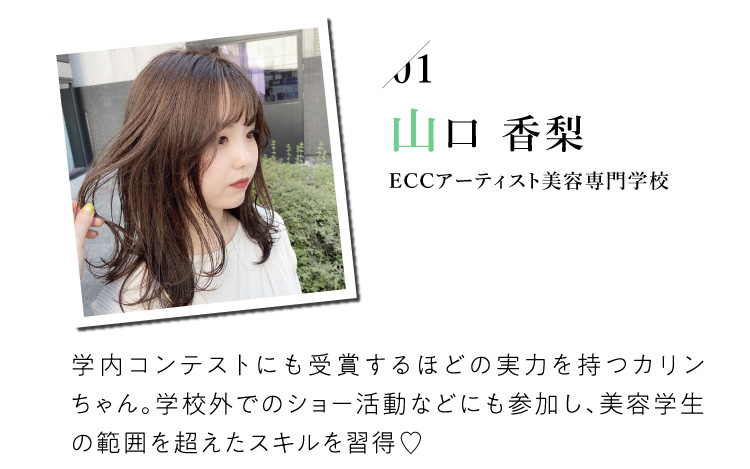 01
山口 香梨
ECCアーティスト美容専門学校
学内コンテストにも受賞するほどの実力を持つカリン
ちゃん。学校外でのショー活動などにも参加し、美容学生
の範囲を超えたスキルを習得♡